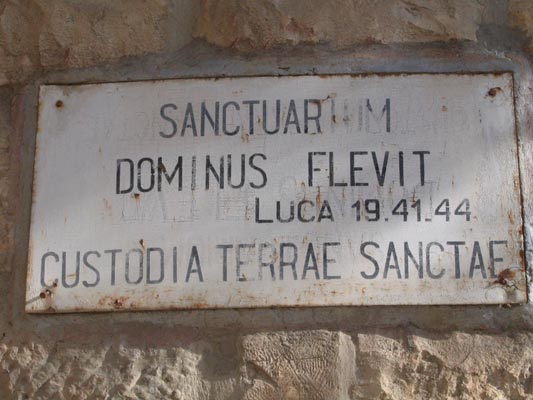 SANCTUARIUM
DOMINUS FLEVIT
LUCA 19.41.44
CUSTODIA TERRAE SANCTAE